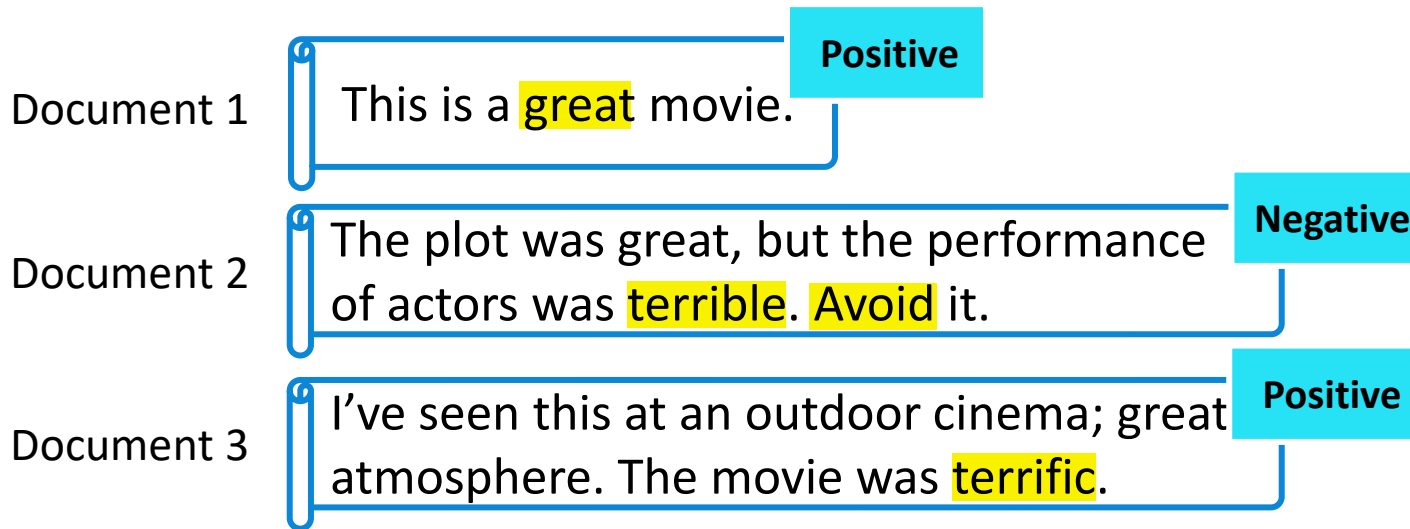 Positive
Document 1
This is a great movie.
Negative
Document 2
The plot was great, but the performance
of actors was terrible. Avoid it.
Positive
Document 3
I've seen this at an outdoor cinema; great
atmosphere. The movie was terrific.